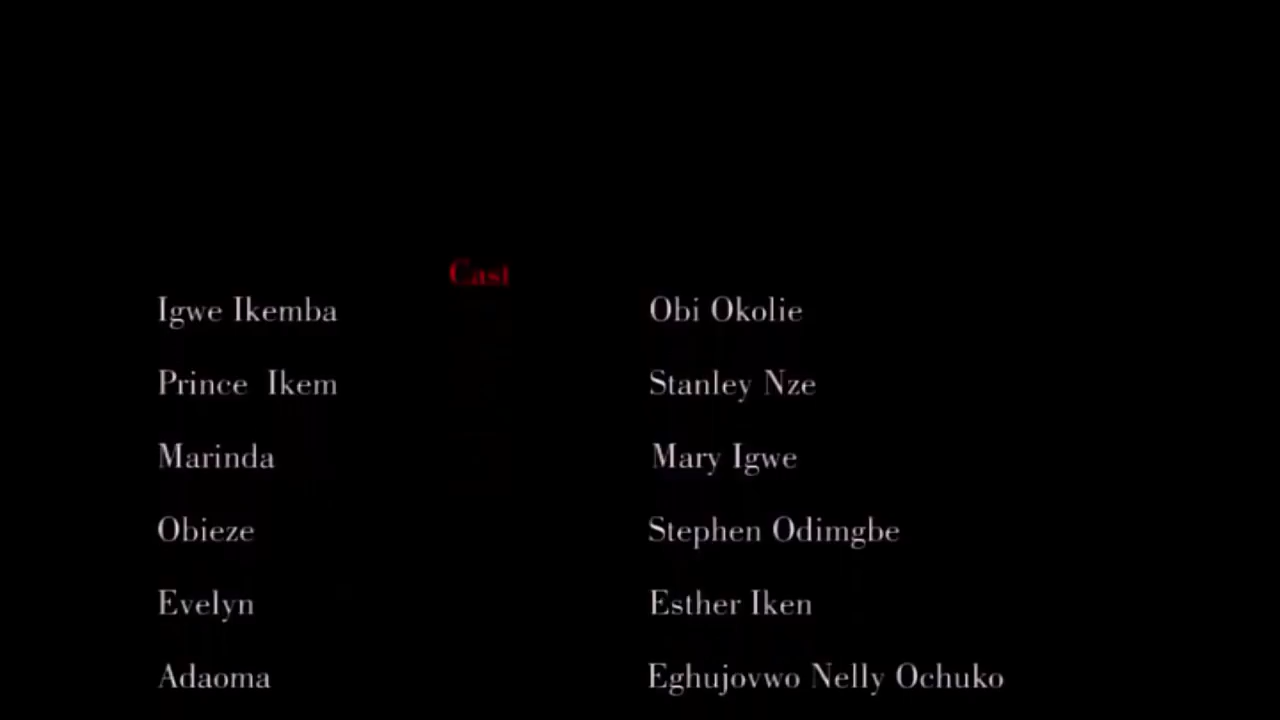 Cast
Igwe Ikemba Obi Okolie
Prince Ikem Stanley Nze
Marinda Mary Igwe
Obieze Stephen Odimgbe
Evelyn Esther Iken
Adaoma Eghujovwo Nelly Ochuko